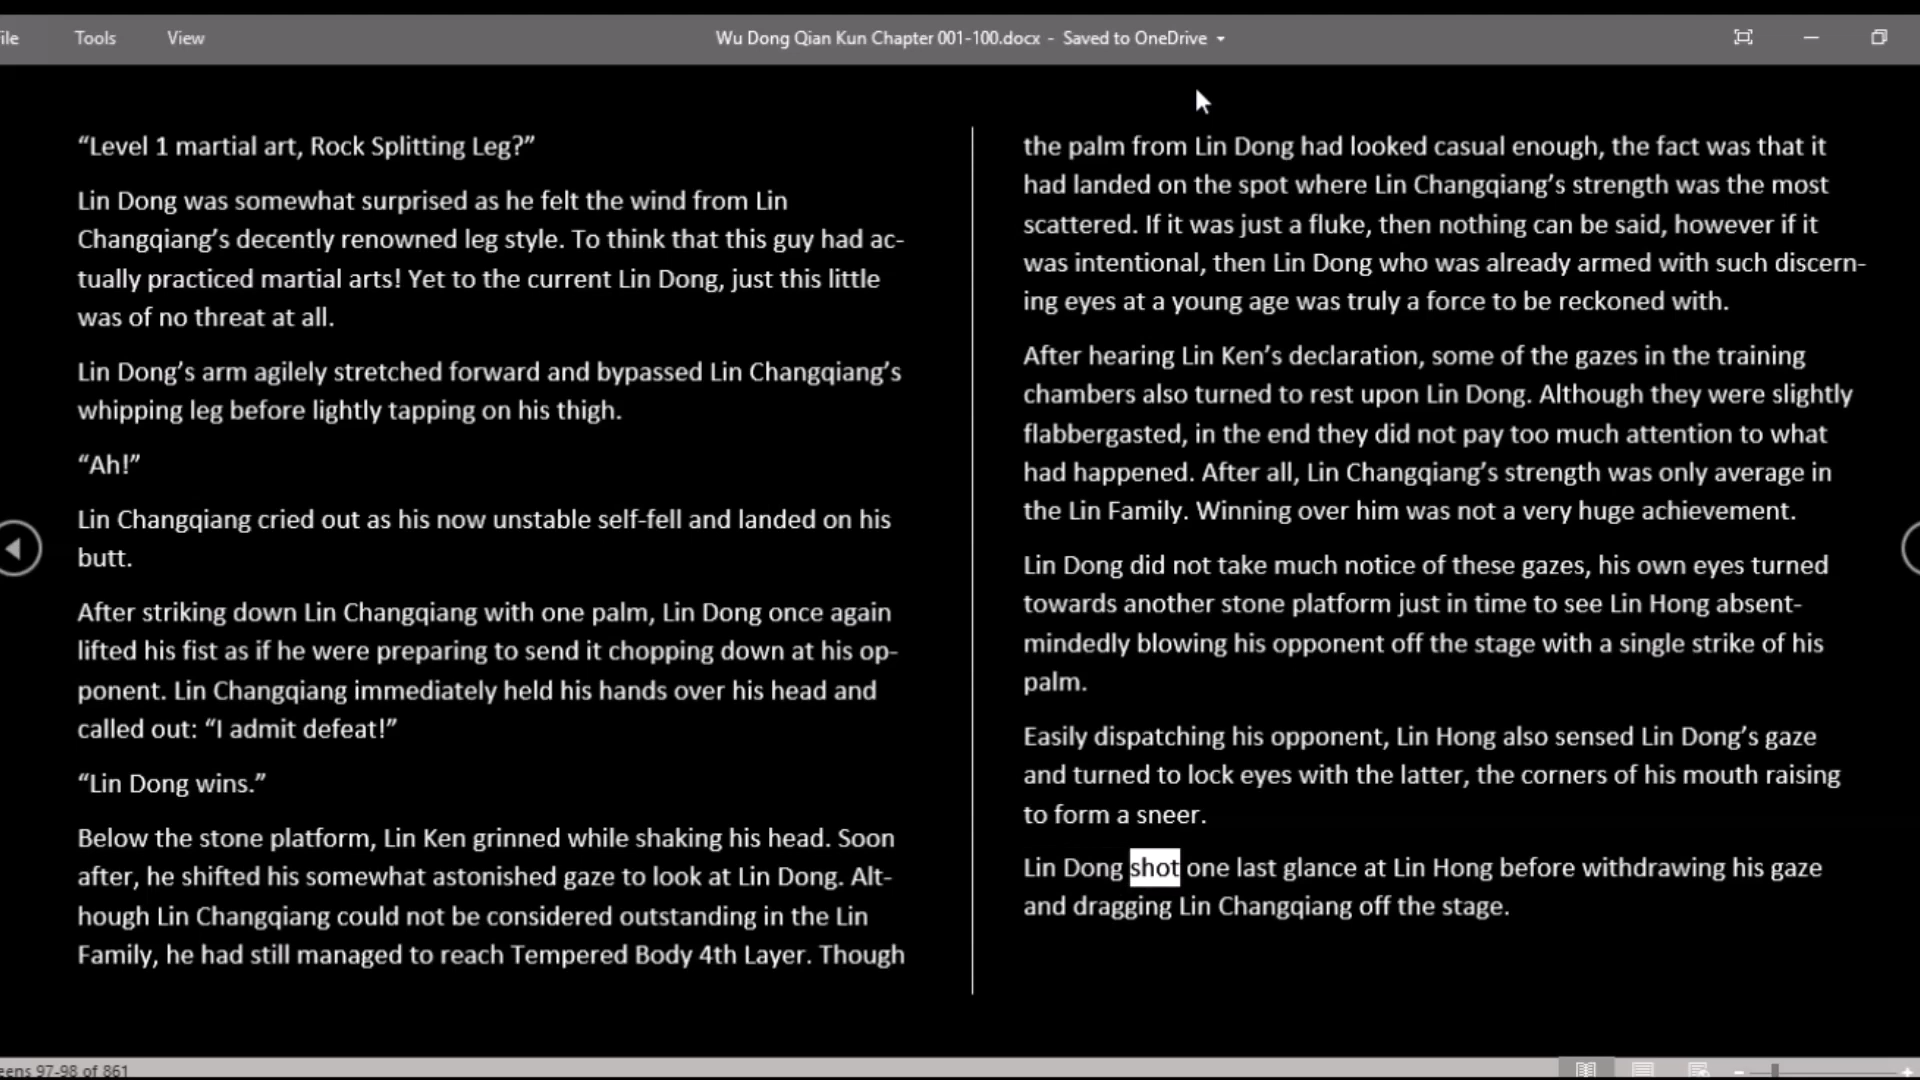 ile Tools View Wu Dong Qian Kun Chapter 001-100.docx - Saved to OneDrive
“Level 1 martial art, Rock Splitting Leg?”
Lin Dong was somewhat surprised as he felt the wind from Lin
Changqiang’s decently renowned leg style. To think that this guy had ac-
tually practiced martial arts! Yet to the current Lin Dong, just this little
was of no threat at all.
Lin Dong’s arm agilely stretched forward and bypassed Lin Changqiang’s
whipping leg before lightly tapping on his thigh.
“Ah!”
Lin Changqiang cried out as his now unstable self-fell and landed on his
butt.
After striking down Lin Changqiang with one palm, Lin Dong once again
lifted his fist as if he were preparing to send it chopping down at his op-
ponent. Lin Changqiang immediately held his hands over his head and
called out: “I admit defeat!”
“Lin Dong wins.”
Below the stone platform, Lin Ken grinned while shaking his head. Soon
after, he shifted his somewhat astonished gaze to look at Lin Dong. Alt-
hough Lin Changqiang could not be considered outstanding in the Lin
Family, he had still managed to reach Tempered Body 4th Layer. Though
the palm from Lin Dong had looked casual enough, the fact was that it
had landed on the spot where Lin Changqiang’s strength was the most
scattered. If it was just a fluke, then nothing can be said, however if it
was intentional, then Lin Dong who was already armed with such discern-
ing eyes at a young age was truly a force to be reckoned with.
After hearing Lin Ken’s declaration, some of the gazes in the training
chambers also turned to rest upon Lin Dong. Although they were slightly
flabbergasted, in the end they did not pay too much attention to what
had happened. After all, Lin Changqiang’s strength was only average in
the Lin Family. Winning over him was not a very huge achievement.
Lin Dong did not take much notice of these gazes, his own eyes turned
towards another stone platform just in time to see Lin Hong absent-
mindedly blowing his opponent off the stage with a single strike of his
palm.
Easily dispatching his opponent, Lin Hong also sensed Lin Dong’s gaze
and turned to lock eyes with the latter, the corners of his mouth raising
to form a sneer.
Lin Dong shot one last glance at Lin Hong before withdrawing his gaze
and dragging Lin Changqiang off the stage.
eens 97-98 of 861